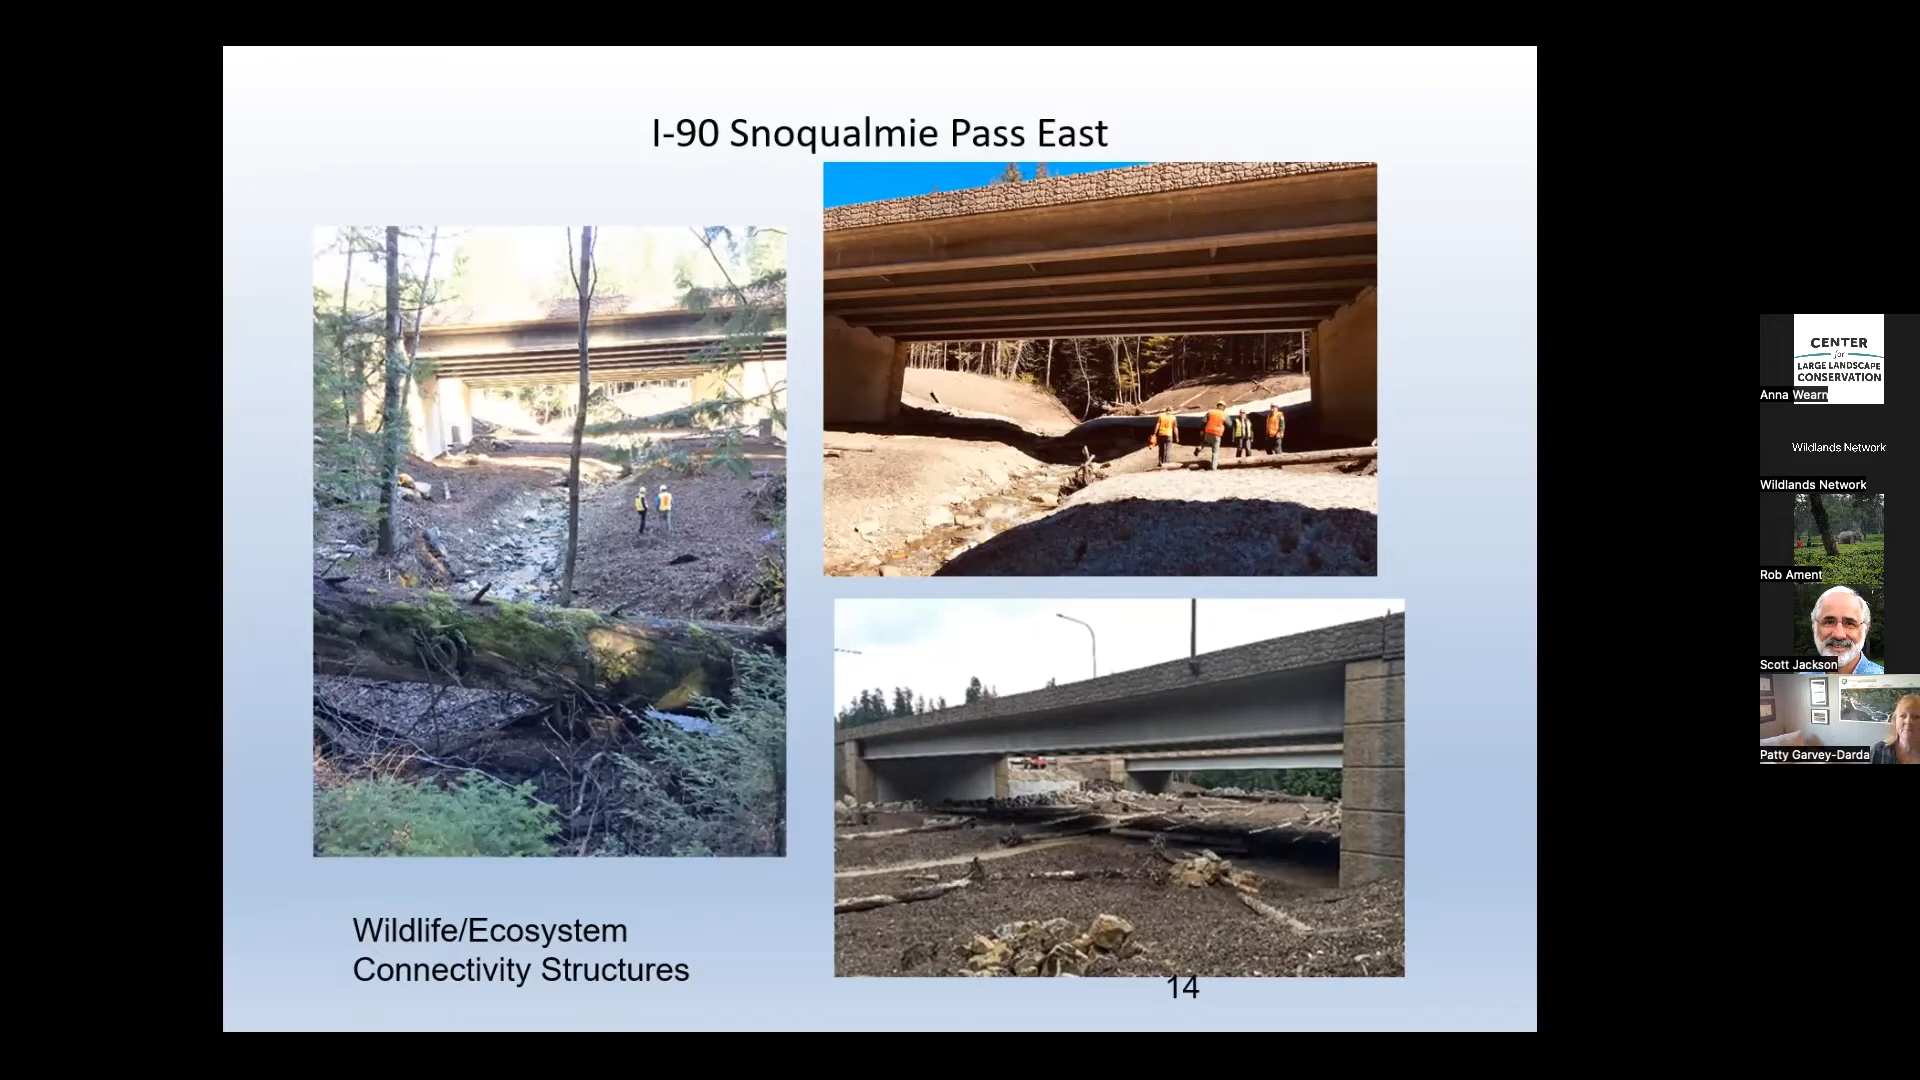 I-90 Snoqualmie Pass East
Wildlife/Ecosystem
Connectivity Structures
14
CENTER
for
LARGE LANDSCAPE
CONSERVATION
Anna Wearn
Wildlands Network
Wildlands Network
Rob Ament
Scott Jackson
Patty Garvey-Darda